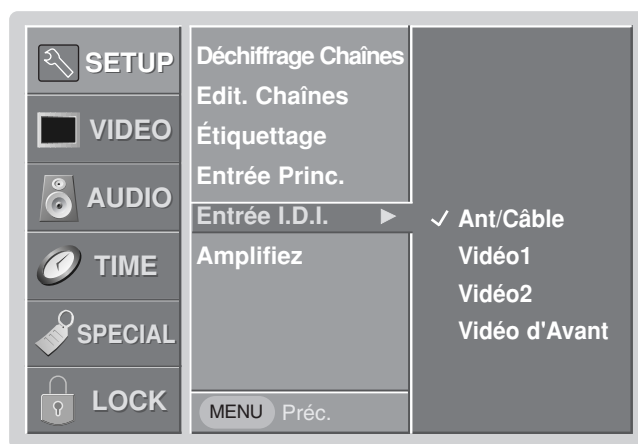 SETUP
VIDEO
AUDIO
TIME
SPECIAL
LOCK
Déchiffrage Chaînes
Edit. Chaînes
Étiquettage
Entrée Princ.
Entrée I.D.I. ►
Amplifiez
MENU Préc.
✓ Ant/Câble
Vidéo1
Vidéo2
Vidéo d'Avant